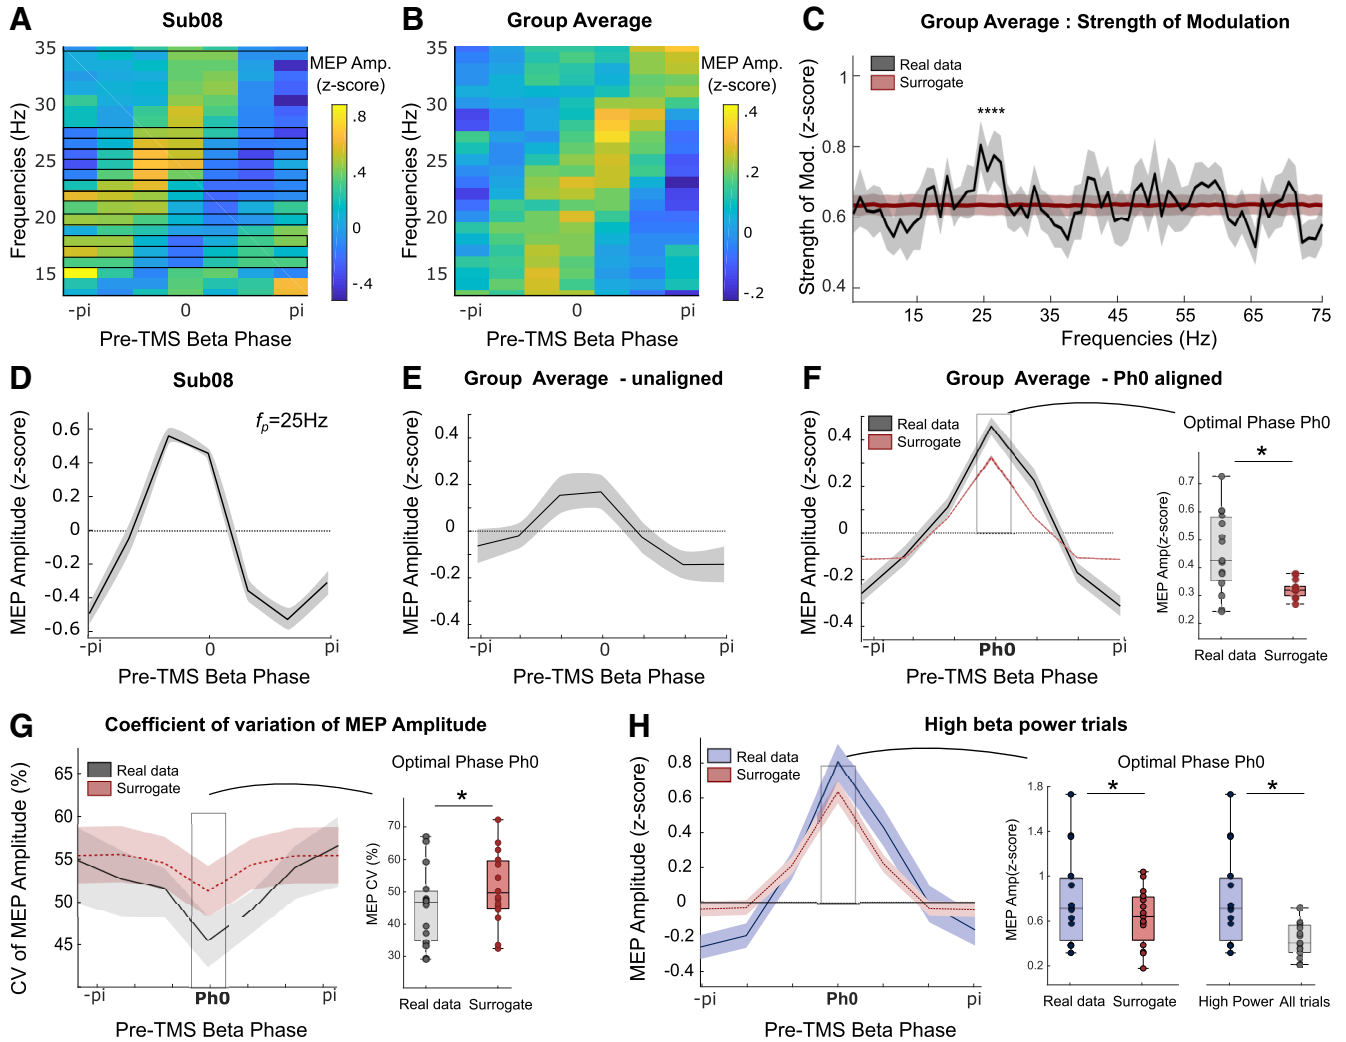 A
Sub08
35
30
25
20
15
Frequencies (Hz)
-pi
0
pi
Pre-TMS Beta Phase
MEP Amp.
(z-score)
.8
.4
0
-.4
B
Group Average
35
30
25
20
15
Frequencies (Hz)
-pi
0
pi
Pre-TMS Beta Phase
MEP Amp.
(z-score)
.4
.2
0
-.2
C
Group Average : Strength of Modulation
Real data
Surrogate
****
1
0.8
0.6
0.4
Strength of Mod. (z-score)
15
25
35
45
55
65
75
Frequencies (Hz)
D
Sub08
fp=25Hz
0.6
0.4
0.2
0
-0.2
-0.4
-0.6
MEP Amplitude (z-score)
-pi
0
pi
Pre-TMS Beta Phase
E
Group Average - unaligned
0.4
0.2
0
-0.2
-0.4
MEP Amplitude (z-score)
-pi
0
pi
Pre-TMS Beta Phase
F
Group Average - Ph0 aligned
Real data
Surrogate
0.4
0.2
0
-0.2
-0.4
MEP Amplitude (z-score)
-pi
Ph0
pi
Pre-TMS Beta Phase
Optimal Phase Ph0
*
0.7
0.6
0.5
0.4
0.3
0.2
MEP Amp(z-score)
Real data
Surrogate
G
Coefficient of variation of MEP Amplitude
Real data
Surrogate
65
60
55
50
45
CV of MEP Amplitude (%)
-pi
Ph0
pi
Pre-TMS Beta Phase
Optimal Phase Ph0
*
70
60
50
40
30
MEP CV (%)
Real data
Surrogate
H
High beta power trials
Real data
Surrogate
0.8
0.6
0.4
0.2
0
-0.2
-0.4
MEP Amplitude (z-score)
-pi
Ph0
pi
Pre-TMS Beta Phase
Optimal Phase Ph0
*
*
1.8
1.4
1
0.6
0.2
MEP Amp(z-score)
Real data
Surrogate
High Power
All trials